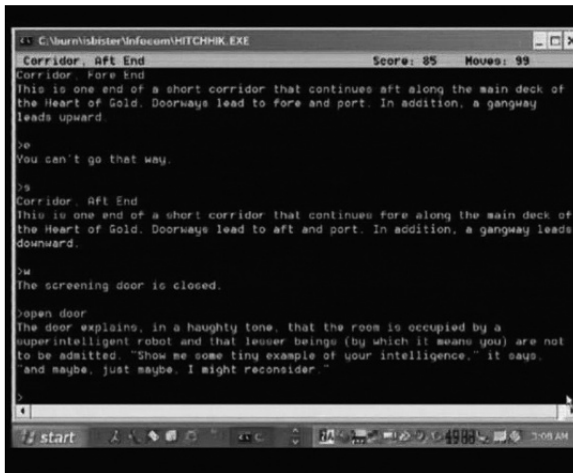 C:\burn\isbister\Infocom\HITCHHIK.EXE
Corridor, Aft End Score: 85 Moves: 99
Corridor, Fore End
This is one end of a short corridor that continues aft along the main deck of
the Heart of Gold. Doorways lead to fore and port. In addition, a gangway
leads upward.
>e
You can't go that way.
>s
Corridor, Aft End
This is one end of a short corridor that continues fore along the main deck of
the Heart of Gold. Doorways lead to aft and port. In addition, a gangway leads
downward.
>w
The screening door is closed.
>open door
The door explains, in a haughty tone, that the room is occupied by a
superintelligent robot and that lesser beings (by which it means you) are not
to be admitted. "Show me some tiny example of your intelligence," it says,
"and maybe, just maybe, I might reconsider."
>
start C: 3:08 AM